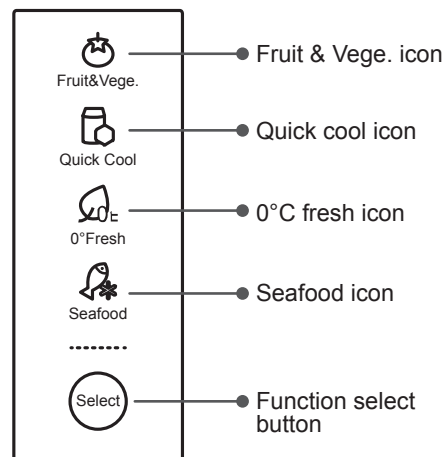 Fruit&Vege.
Fruit & Vege. icon
Quick Cool
Quick cool icon
0°Fresh
0°C fresh icon
Seafood
Seafood icon
Select
Function select
button